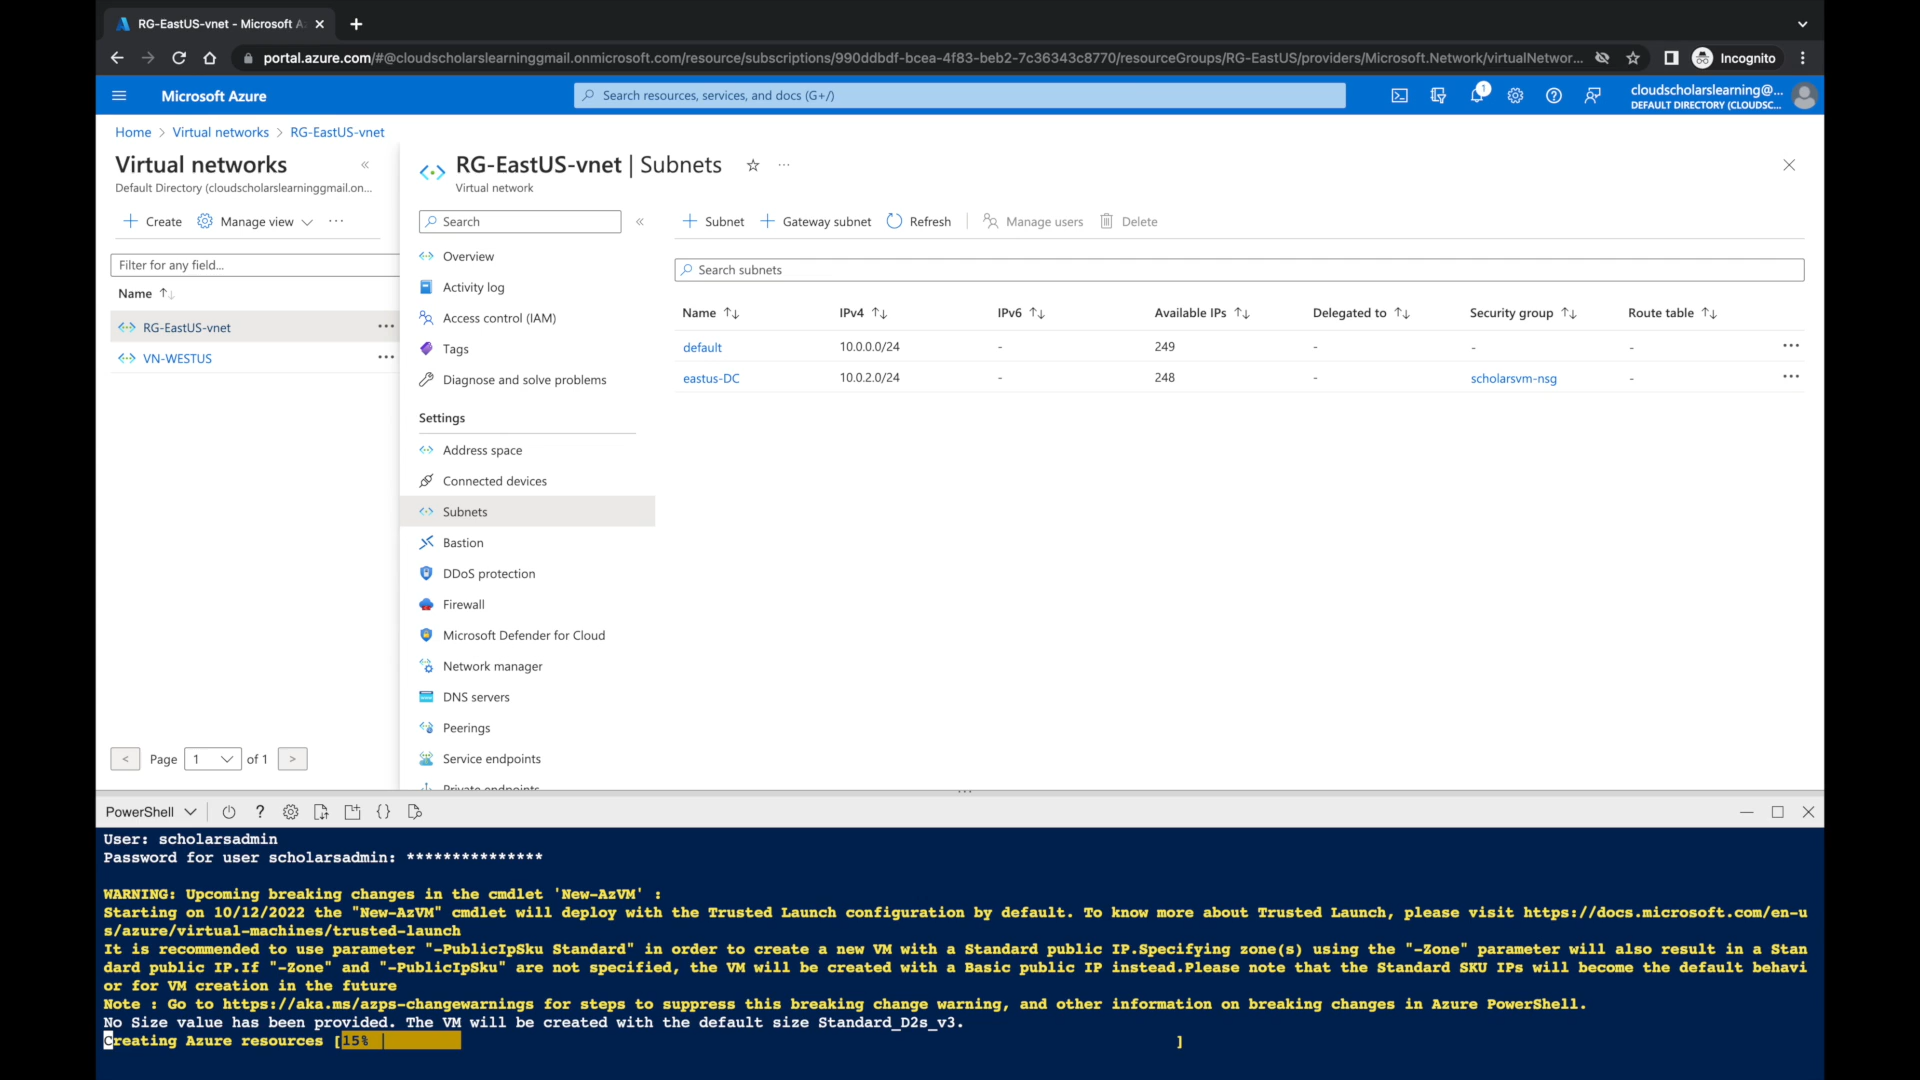 RG-EastUS-vnet - Microsoft A
portal.azure.com/#@cloudscholarslearninggmail.onmicrosoft.com/resource/subscriptions/990ddbdf-bcea-4f83-beb2-7c36343c8770/resourceGroups/RG-EastUS/providers/Microsoft.Network/virtualNetwor...
Incognito
Microsoft Azure
Search resources, services, and docs (G+/)
1
cloudscholarslearning@...
DEFAULT DIRECTORY (CLOUDSC...
Home > Virtual networks > RG-EastUS-vnet
Virtual networks
Default Directory (cloudscholarslearninggmail.on...
Create
Manage view
Filter for any field...
Name
RG-EastUS-vnet
VN-WESTUS
< Page 1 of 1 >
RG-EastUS-vnet | Subnets
Virtual network
Search
Overview
Activity log
Access control (IAM)
Tags
Diagnose and solve problems
Settings
Address space
Connected devices
Subnets
Bastion
DDoS protection
Firewall
Microsoft Defender for Cloud
Network manager
DNS servers
Peerings
Service endpoints
Private endpoints
+ Subnet + Gateway subnet Refresh Manage users Delete
Search subnets
Name IPv4 IPv6 Available IPs Delegated to Security group Route table
default 10.0.0.0/24 - 249 - - -
eastus-DC 10.0.2.0/24 - 248 - scholarsvm-nsg -
PowerShell
User: scholarsadmin
Password for user scholarsadmin: ***************
WARNING: Upcoming breaking changes in the cmdlet 'New-AzVM' :
Starting on 10/12/2022 the "New-AzVM" cmdlet will deploy with the Trusted Launch configuration by default. To know more about Trusted Launch, please visit https://docs.microsoft.com/en-u
s/azure/virtual-machines/trusted-launch
It is recommended to use parameter "-PublicIpSku Standard" in order to create a new VM with a Standard public IP.Specifying zone(s) using the "-Zone" parameter will also result in a Stan
dard public IP.If "-Zone" and "-PublicIpSku" are not specified, the VM will be created with a Basic public IP instead.Please note that the Standard SKU IPs will become the default behavi
or for VM creation in the future
Note : Go to https://aka.ms/azps-changewarnings for steps to suppress this breaking change warning, and other information on breaking changes in Azure PowerShell.
No Size value has been provided. The VM will be created with the default size Standard_D2s_v3.
Creating Azure resources [15% | ]